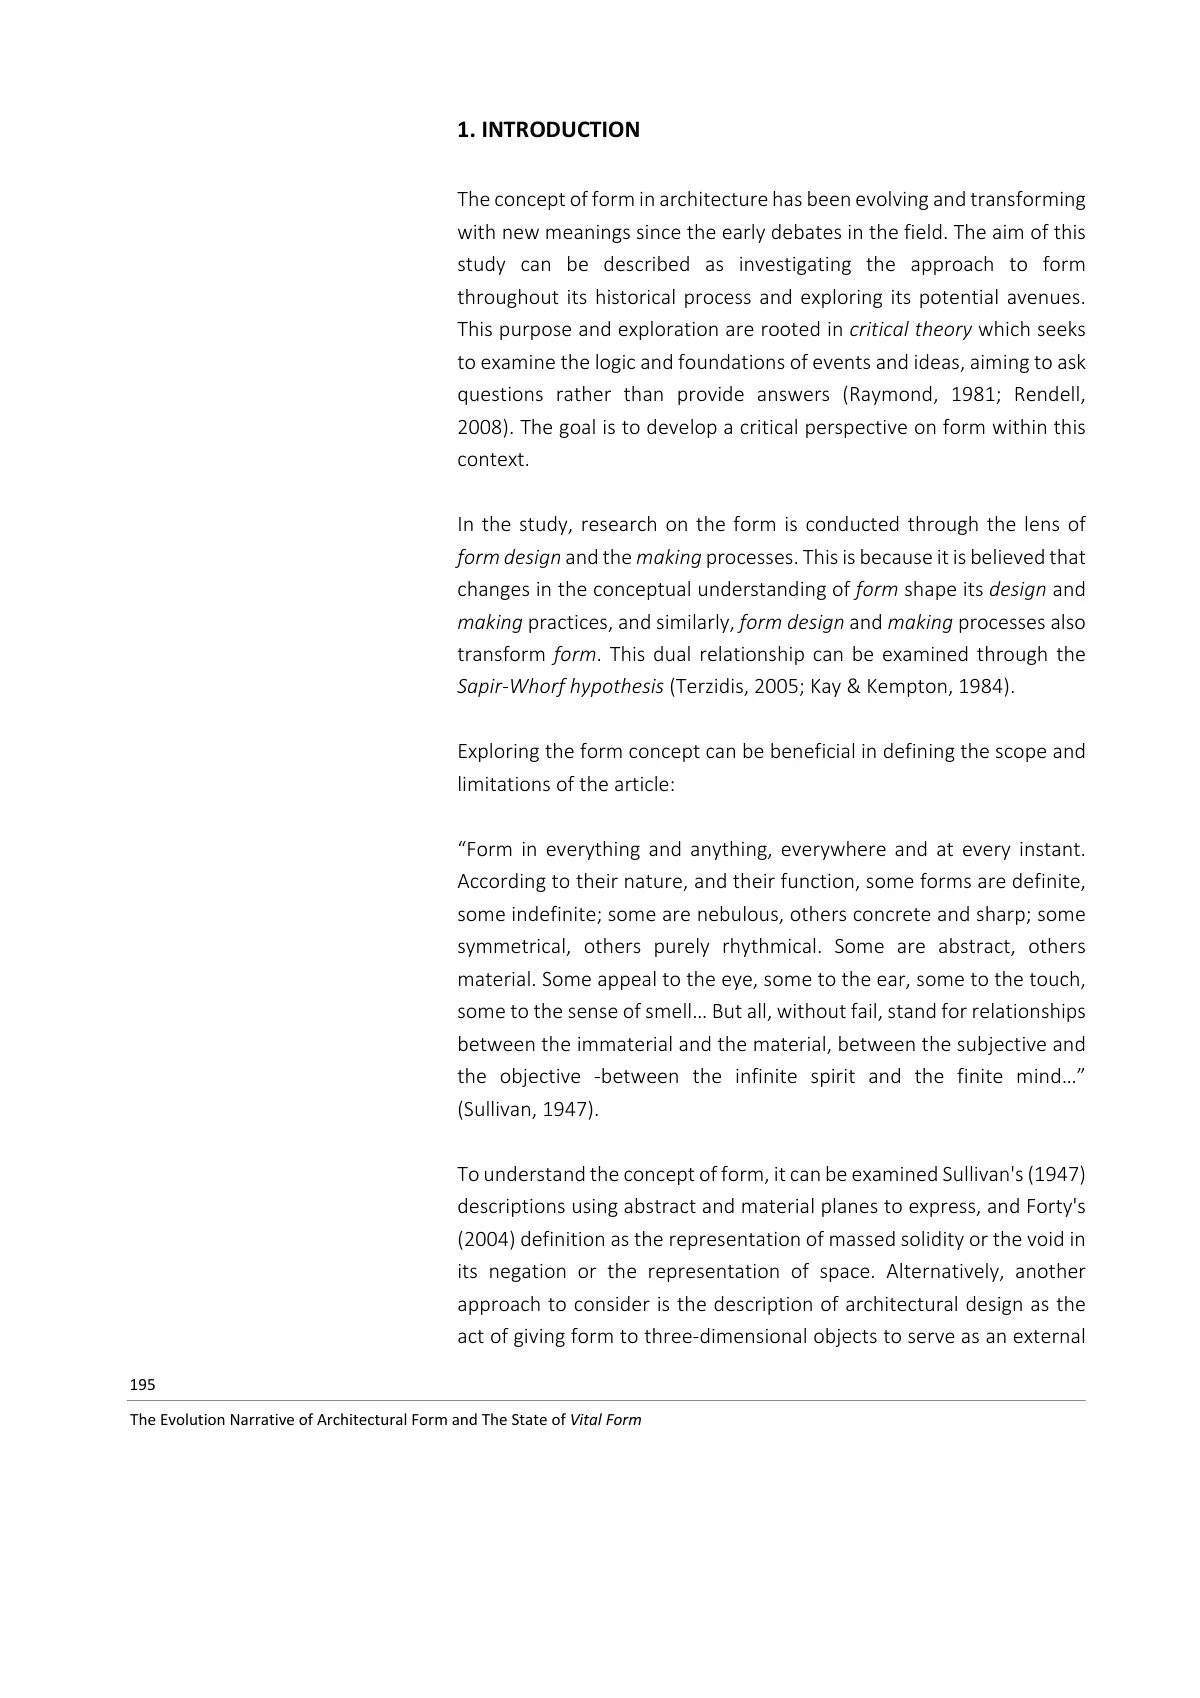 1. INTRODUCTION
The concept of form in architecture has been evolving and transforming
with new meanings since the early debates in the field. The aim of this
study can be described as investigating the approach to form
throughout its historical process and exploring its potential avenues.
This purpose and exploration are rooted in critical theory which seeks
to examine the logic and foundations of events and ideas, aiming to ask
questions rather than provide answers (Raymond, 1981; Rendell,
2008). The goal is to develop a critical perspective on form within this
context.
In the study, research on the form is conducted through the lens of
form design and the making processes. This is because it is believed that
changes in the conceptual understanding of form shape its design and
making practices, and similarly, form design and making processes also
transform form. This dual relationship can be examined through the
Sapir-Whorf hypothesis (Terzidis, 2005; Kay & Kempton, 1984).
Exploring the form concept can be beneficial in defining the scope and
limitations of the article:
“Form in everything and anything, everywhere and at every instant.
According to their nature, and their function, some forms are definite,
some indefinite; some are nebulous, others concrete and sharp; some
symmetrical, others purely rhythmical. Some are abstract, others
material. Some appeal to the eye, some to the ear, some to the touch,
some to the sense of smell… But all, without fail, stand for relationships
between the immaterial and the material, between the subjective and
the objective -between the infinite spirit and the finite mind…”
(Sullivan, 1947).
To understand the concept of form, it can be examined Sullivan's (1947)
descriptions using abstract and material planes to express, and Forty's
(2004) definition as the representation of massed solidity or the void in
its negation or the representation of space. Alternatively, another
approach to consider is the description of architectural design as the
act of giving form to three-dimensional objects to serve as an external
195
The Evolution Narrative of Architectural Form and The State of Vital Form